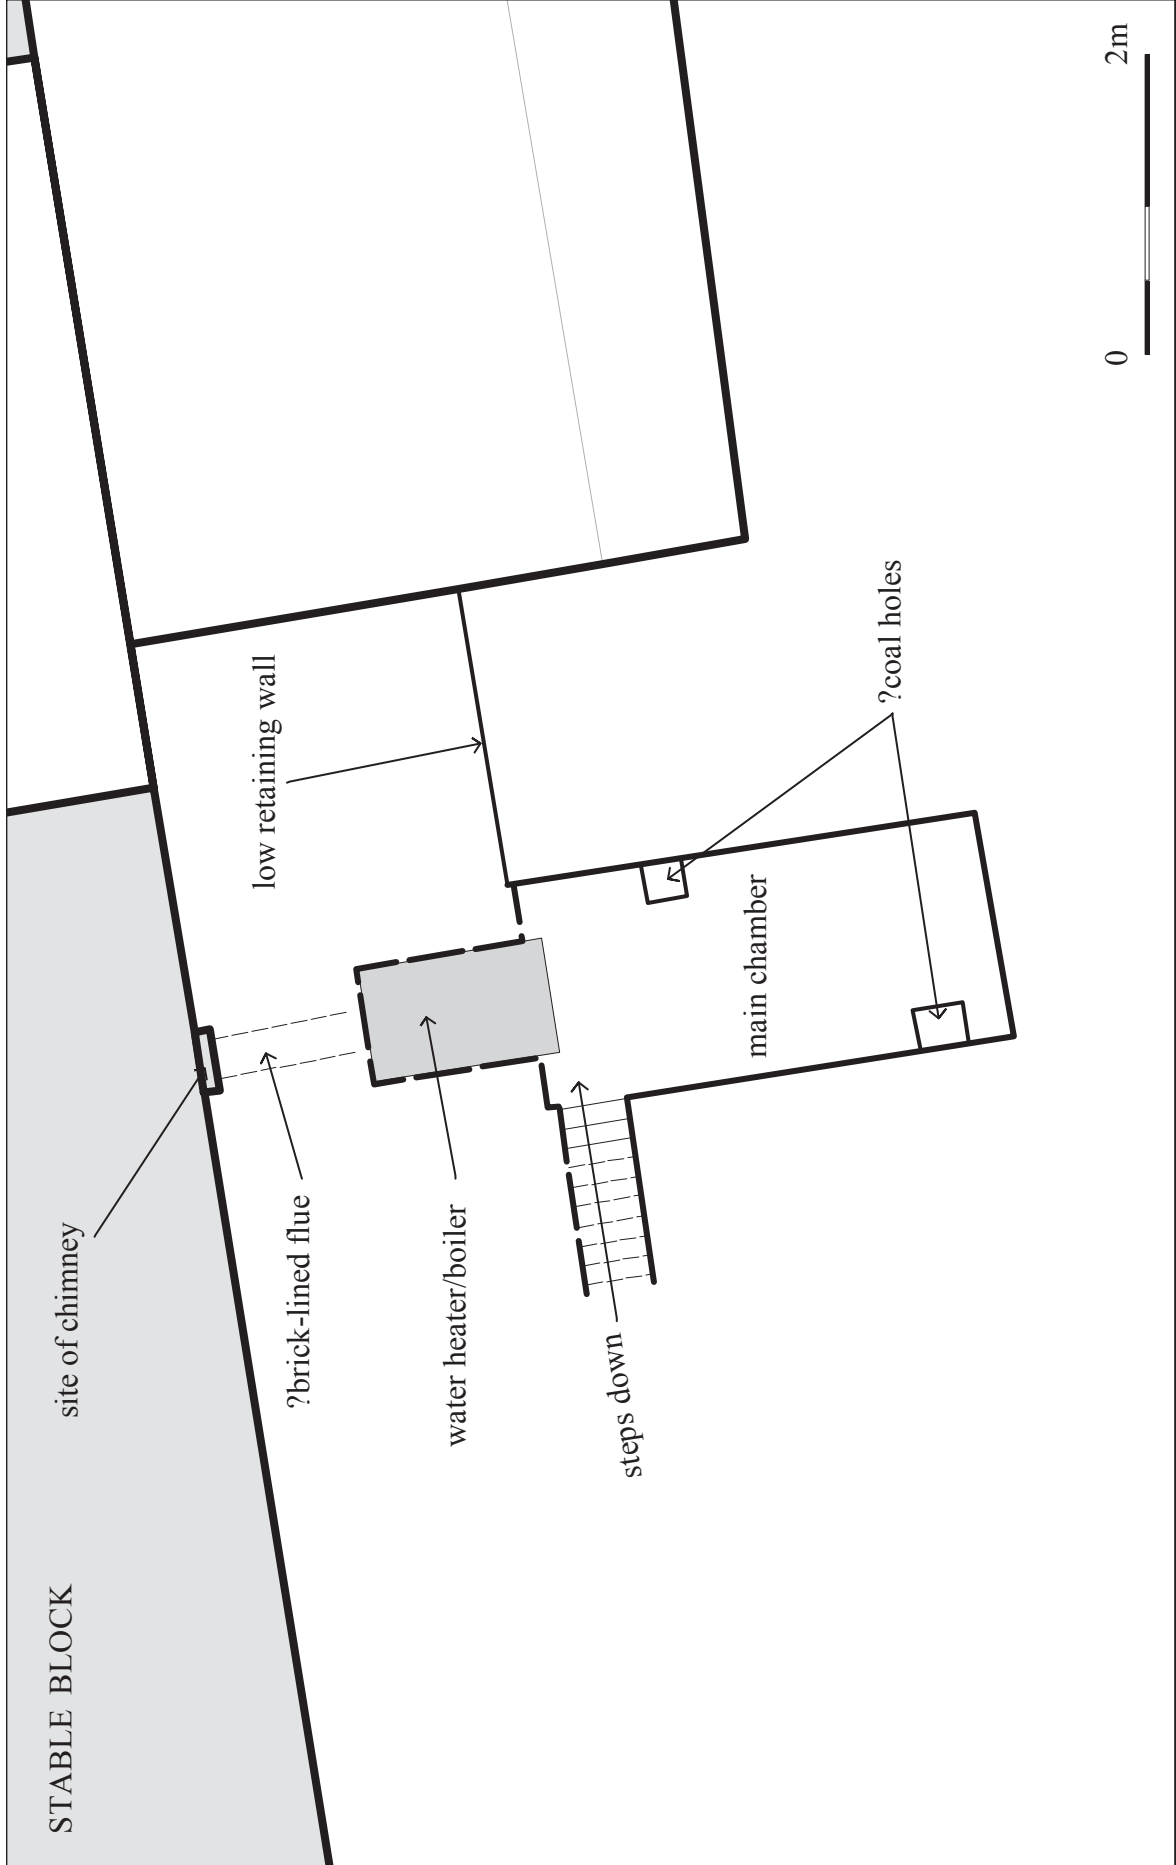 STABLE BLOCK
site of chimney
?brick-lined flue
water heater/boiler
steps down
low retaining wall
main chamber
?coal holes
0
2m